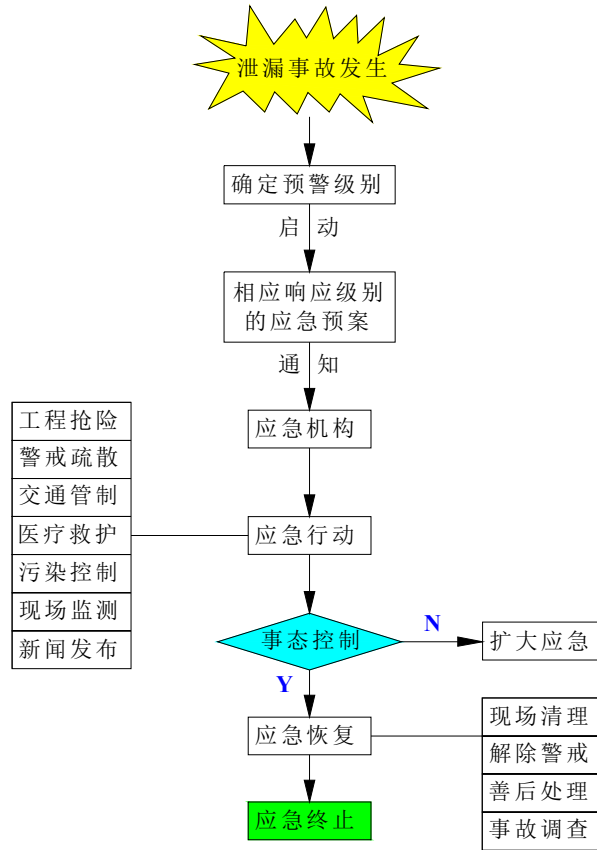 泄漏事故发生
确定预警级别
启动
相应响应级别
的应急预案
通知
应急机构
工程抢险
警戒疏散
交通管制
医疗救护
污染控制
现场监测
新闻发布
应急行动
事态控制
N
扩大应急
Y
应急恢复
现场清理
解除警戒
善后处理
事故调查
应急终止